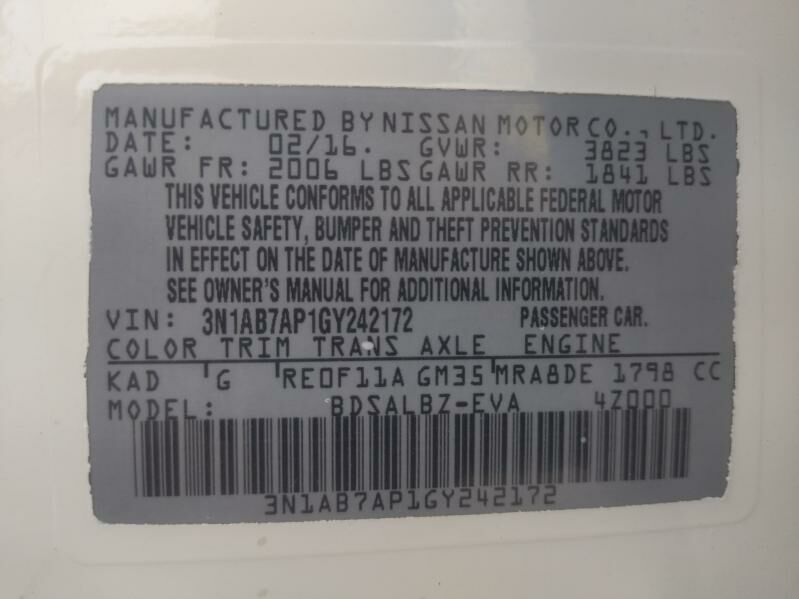 MANUFACTURED BY NISSAN MOTOR CO., LTD.
DATE: 02/16. GVWR: 3823 LBS
GAWR FR: 2006 LBS GAWR RR: 1841 LBS
THIS VEHICLE CONFORMS TO ALL APPLICABLE FEDERAL MOTOR
VEHICLE SAFETY, BUMPER AND THEFT PREVENTION STANDARDS
IN EFFECT ON THE DATE OF MANUFACTURE SHOWN ABOVE.
SEE OWNER'S MANUAL FOR ADDITIONAL INFORMATION.
VIN: 3N1AB7AP1GY242172 PASSENGER CAR.
COLOR TRIM TRANS AXLE ENGINE
KAD G RE0F11A GM35 MRA8DE 1798 CC
MODEL: BDSALBZ-EVA 4Z000
3N1AB7AP1GY242172